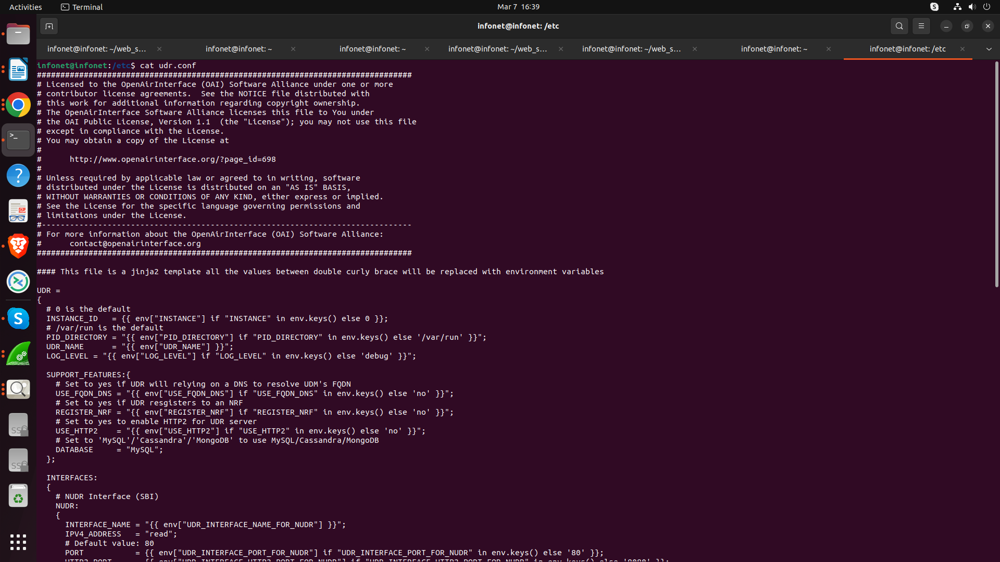 Activities
Terminal
Mar 7 16:39
infonet@infonet: /etc
infonet@infonet: ~/web_s...
infonet@infonet: ~
infonet@infonet: ~
infonet@infonet: ~/web_s...
infonet@infonet: ~/web_s...
infonet@infonet: ~
infonet@infonet: /etc
infonet@infonet:/etc$ cat udr.conf
################################################################################
# Licensed to the OpenAirInterface (OAI) Software Alliance under one or more
# contributor license agreements.  See the NOTICE file distributed with
# this work for additional information regarding copyright ownership.
# The OpenAirInterface Software Alliance licenses this file to You under
# the OAI Public License, Version 1.1  (the "License"); you may not use this file
# except in compliance with the License.
# You may obtain a copy of the License at
#
#      http://www.openairinterface.org/?page_id=698
#
# Unless required by applicable law or agreed to in writing, software
# distributed under the License is distributed on an "AS IS" BASIS,
# WITHOUT WARRANTIES OR CONDITIONS OF ANY KIND, either express or implied.
# See the License for the specific language governing permissions and
# limitations under the License.
#-------------------------------------------------------------------------------
# For more information about the OpenAirInterface (OAI) Software Alliance:
#      contact@openairinterface.org
################################################################################
#### This file is a jinja2 template all the values between double curly brace will be replaced with environment variables
UDR =
{
  # 0 is the default
  INSTANCE_ID   = {{ env["INSTANCE"] if "INSTANCE" in env.keys() else 0 }};
  # /var/run is the default
  PID_DIRECTORY = "{{ env["PID_DIRECTORY"] if "PID_DIRECTORY" in env.keys() else '/var/run' }}";
  UDR_NAME      = "{{ env["UDR_NAME"] }}";
  LOG_LEVEL = "{{ env["LOG_LEVEL"] if "LOG_LEVEL" in env.keys() else 'debug' }}";
  SUPPORT_FEATURES:{
    # Set to yes if UDR will relying on a DNS to resolve UDM's FQDN
    USE_FQDN_DNS = "{{ env["USE_FQDN_DNS"] if "USE_FQDN_DNS" in env.keys() else 'no' }}";
    # Set to yes if UDR resgisters to an NRF
    REGISTER_NRF = "{{ env["REGISTER_NRF"] if "REGISTER_NRF" in env.keys() else 'no' }}";
    # Set to yes to enable HTTP2 for UDR server
    USE_HTTP2    = "{{ env["USE_HTTP2"] if "USE_HTTP2" in env.keys() else 'no' }}";
    # Set to 'MySQL'/'Cassandra'/'MongoDB' to use MySQL/Cassandra/MongoDB
    DATABASE     = "MySQL";
  };
  INTERFACES:
  {
    # NUDR Interface (SBI)
    NUDR:
    {
      INTERFACE_NAME = "{{ env["UDR_INTERFACE_NAME_FOR_NUDR"] }}";
      IPV4_ADDRESS   = "read";
      # Default value: 80
      PORT           = {{ env["UDR_INTERFACE_PORT_FOR_NUDR"] if "UDR_INTERFACE_PORT_FOR_NUDR" in env.keys() else '80' }};
      HTTP2_PORT     = {{ env["UDR_INTERFACE_HTTP2_PORT_FOR_NUDR"] if "UDR_INTERFACE_HTTP2_PORT_FOR_NUDR" in env.keys() else '8080' }};